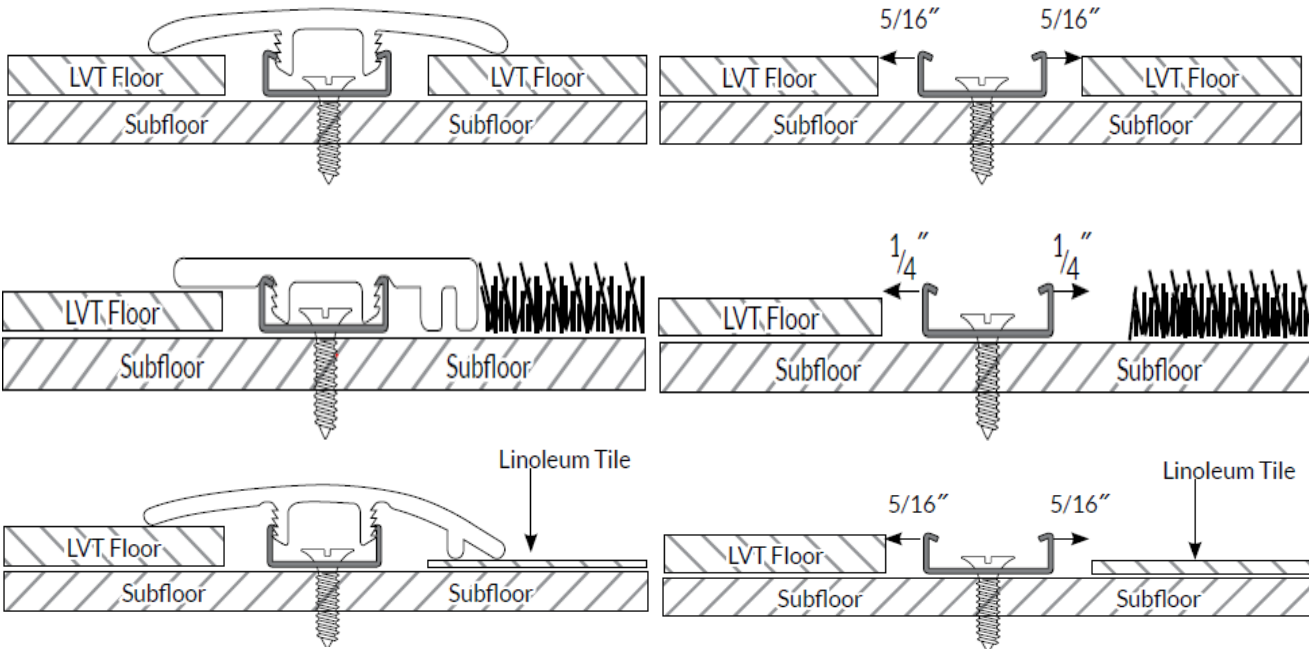 5/16″ 5/16″
LVT Floor LVT Floor LVT Floor LVT Floor
Subfloor Subfloor Subfloor Subfloor
1/4″ 1/4″
LVT Floor LVT Floor
Subfloor Subfloor Subfloor Subfloor
Linoleum Tile Linoleum Tile
5/16″ 5/16″
LVT Floor LVT Floor
Subfloor Subfloor Subfloor Subfloor